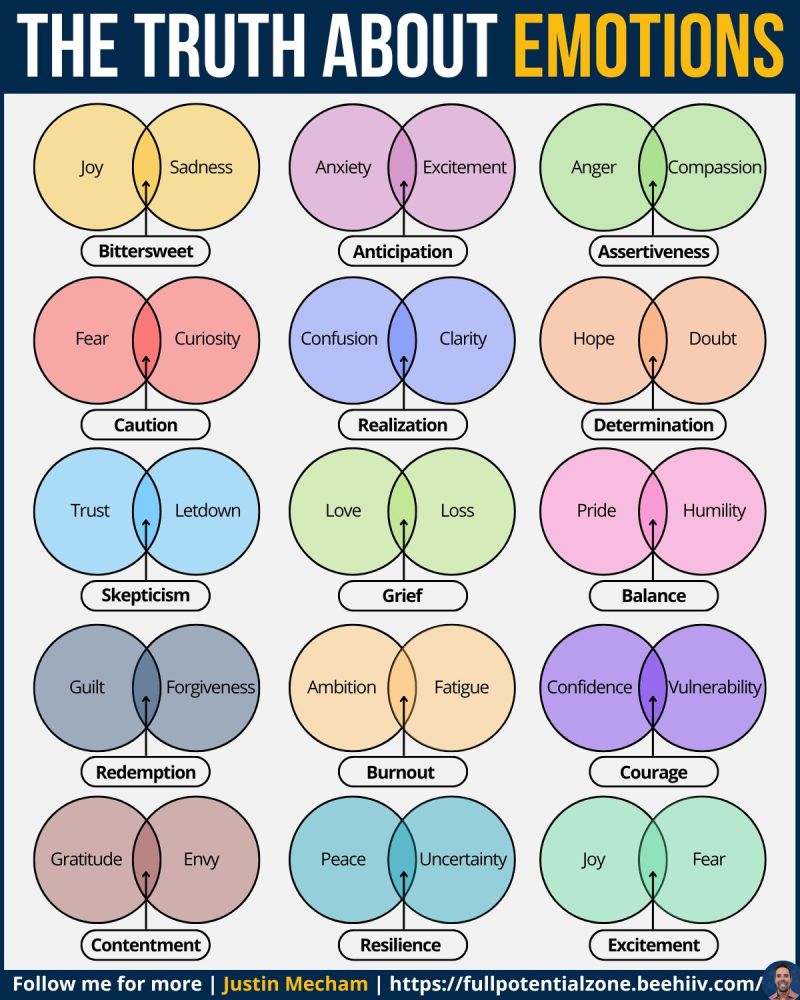 THE TRUTH ABOUT EMOTIONS
Joy Sadness
Bittersweet
Anxiety Excitement
Anticipation
Anger Compassion
Assertiveness
Fear Curiosity
Caution
Confusion Clarity
Realization
Hope Doubt
Determination
Trust Letdown
Skepticism
Love Loss
Grief
Pride Humility
Balance
Guilt Forgiveness
Redemption
Ambition Fatigue
Burnout
Confidence Vulnerability
Courage
Gratitude Envy
Contentment
Peace Uncertainty
Resilience
Joy Fear
Excitement
Follow me for more | Justin Mecham | https://fullpotentialzone.beehiiv.com/